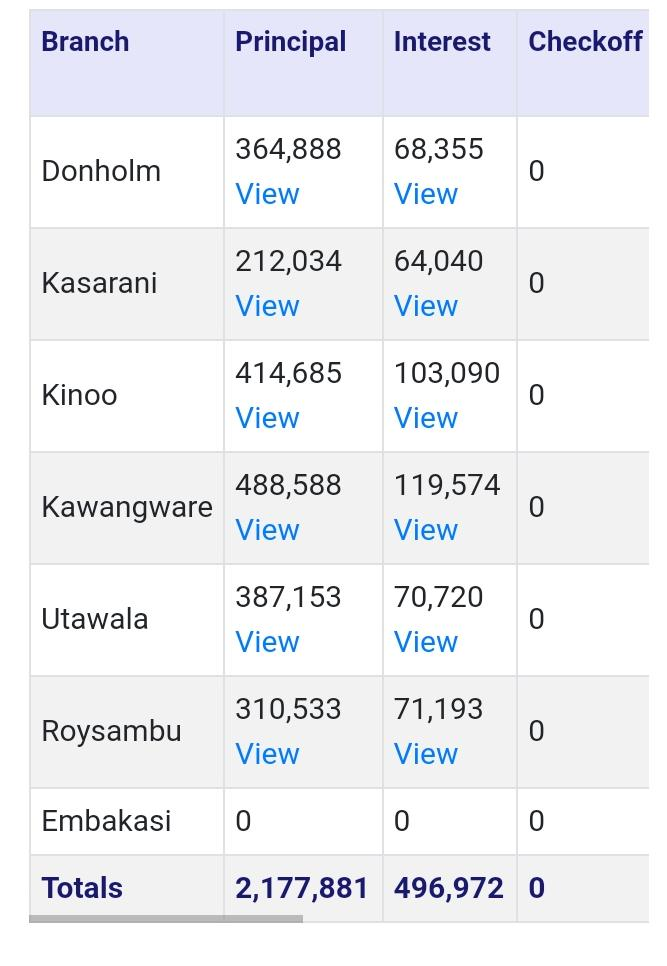 Branch Principal Interest Checkoff
Donholm 364,888 68,355 0
View View
Kasarani 212,034 64,040 0
View View
Kinoo 414,685 103,090 0
View View
Kawangware 488,588 119,574 0
View View
Utawala 387,153 70,720 0
View View
Roysambu 310,533 71,193 0
View View
Embakasi 0 0 0
Totals 2,177,881 496,972 0